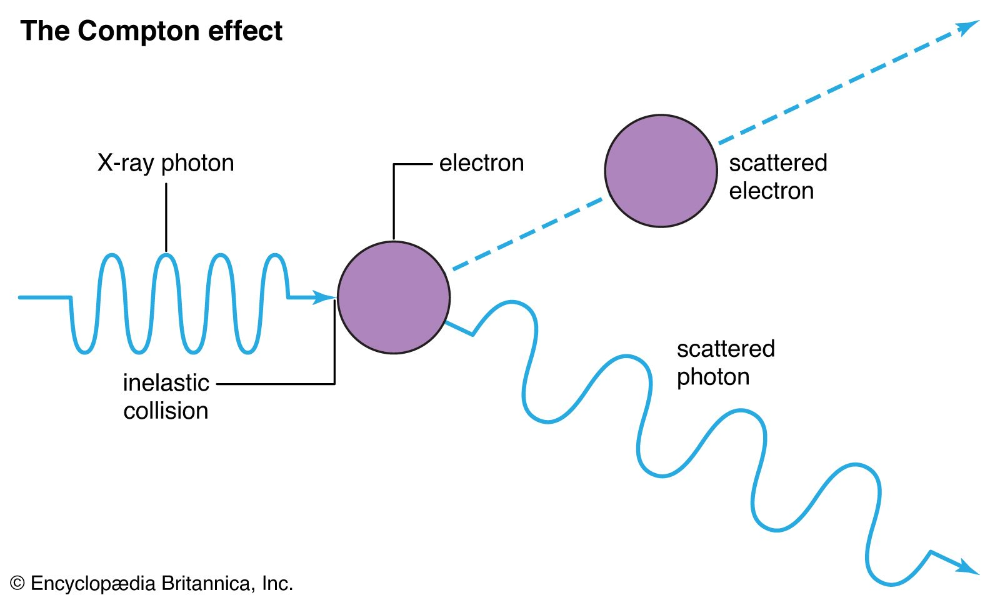 The Compton effect
X-ray photon
electron
scattered
electron
inelastic
collision
scattered
photon
© Encyclopædia Britannica, Inc.